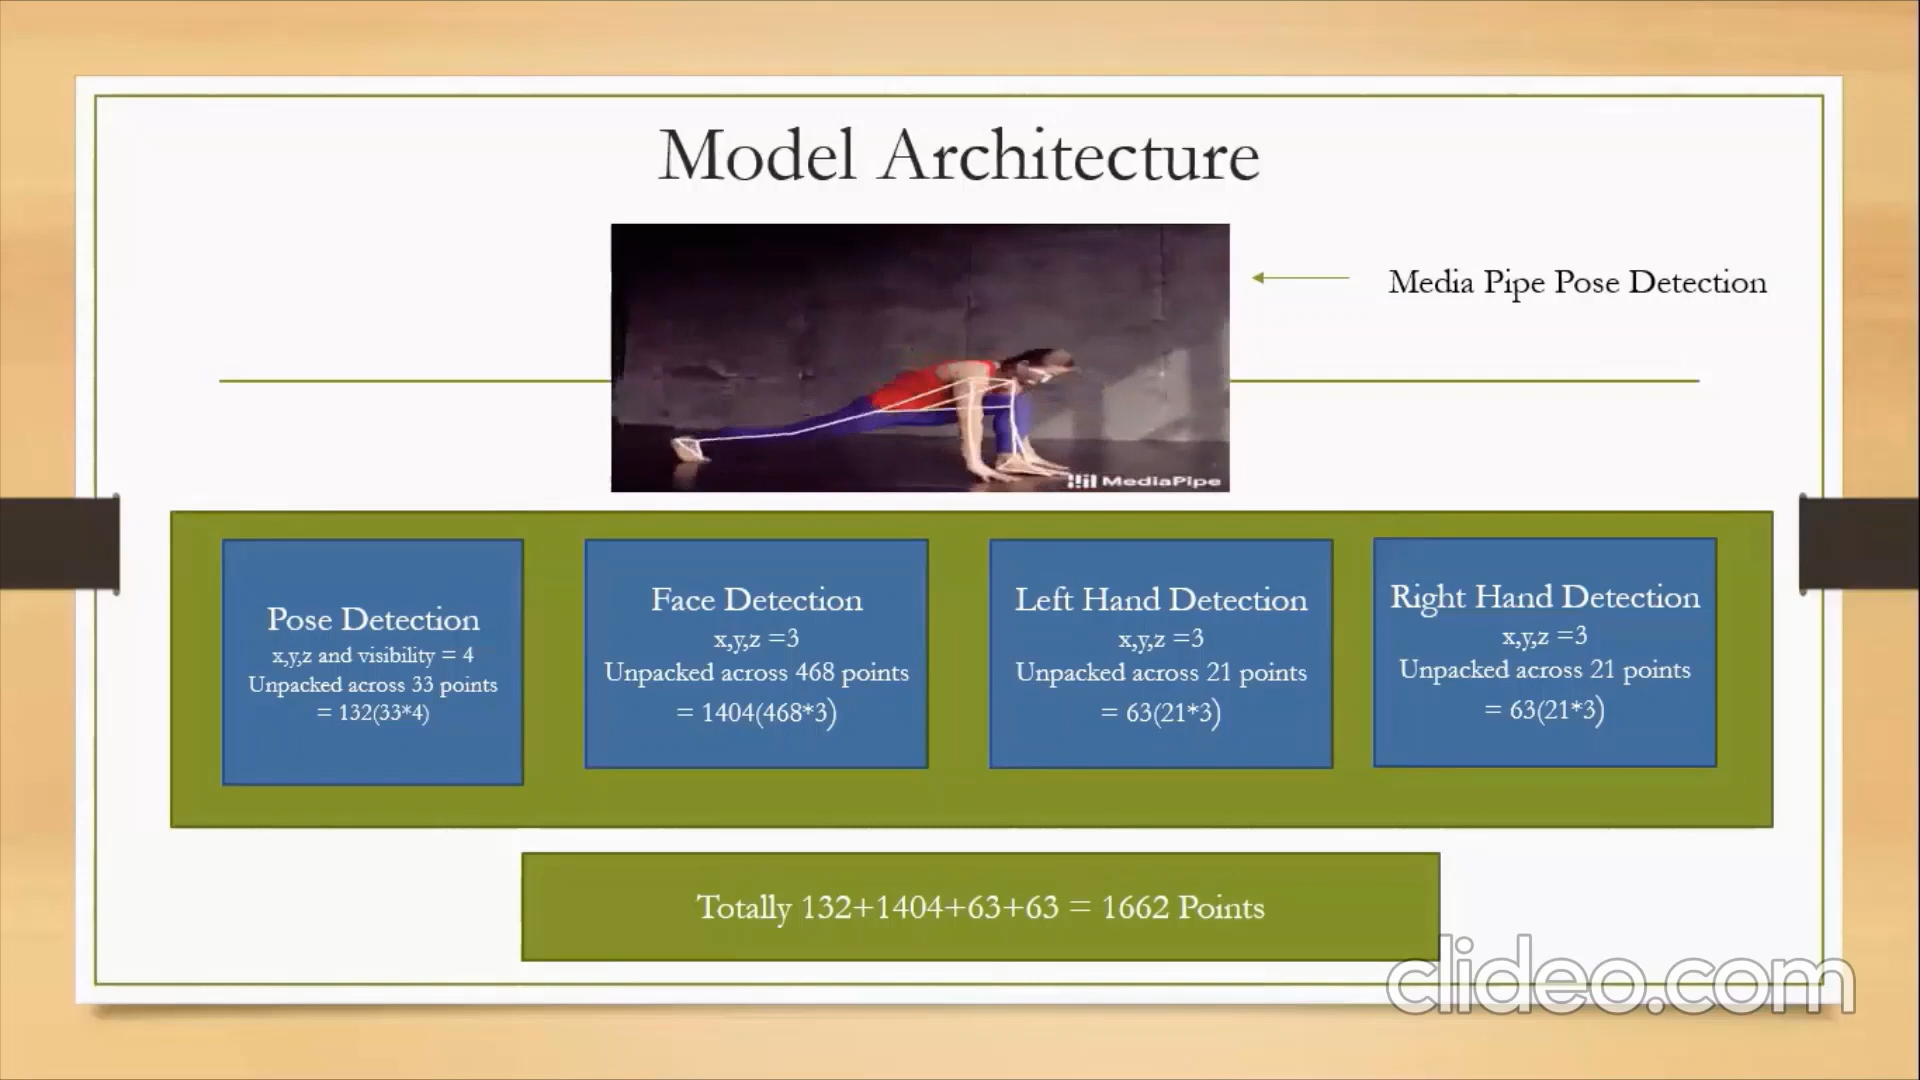 Model Architecture
Media Pipe Pose Detection
MediaPipe
Pose Detection
x,y,z and visibility = 4
Unpacked across 33 points
= 132(33*4)
Face Detection
x,y,z =3
Unpacked across 468 points
= 1404(468*3)
Left Hand Detection
x,y,z =3
Unpacked across 21 points
= 63(21*3)
Right Hand Detection
x,y,z =3
Unpacked across 21 points
= 63(21*3)
Totally 132+1404+63+63 = 1662 Points
clideo.com